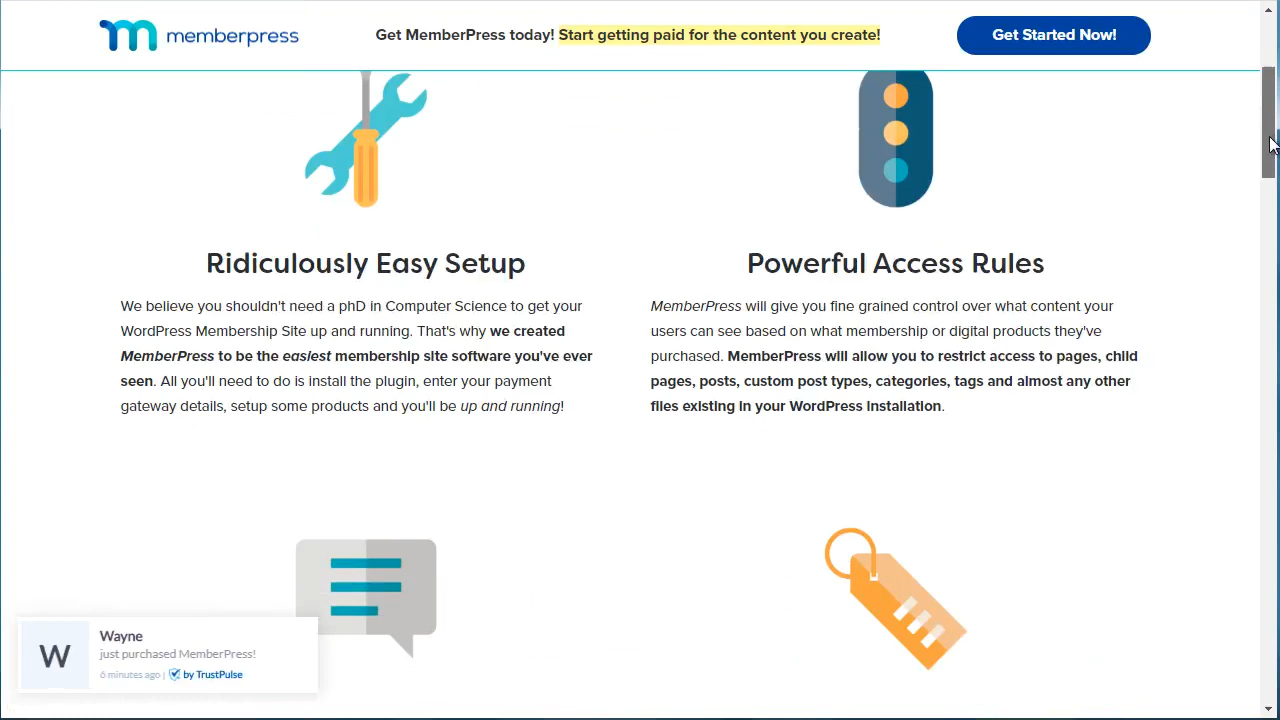 memberpress
Get MemberPress today! Start getting paid for the content you create!
Get Started Now!
Ridiculously Easy Setup
We believe you shouldn't need a phD in Computer Science to get your
WordPress Membership Site up and running. That's why we created
MemberPress to be the easiest membership site software you've ever
seen. All you'll need to do is install the plugin, enter your payment
gateway details, setup some products and you'll be up and running!
Powerful Access Rules
MemberPress will give you fine grained control over what content your
users can see based on what membership or digital products they've
purchased. MemberPress will allow you to restrict access to pages, child
pages, posts, custom post types, categories, tags and almost any other
files existing in your WordPress installation.
W
Wayne
just purchased MemberPress!
6 minutes ago | by TrustPulse